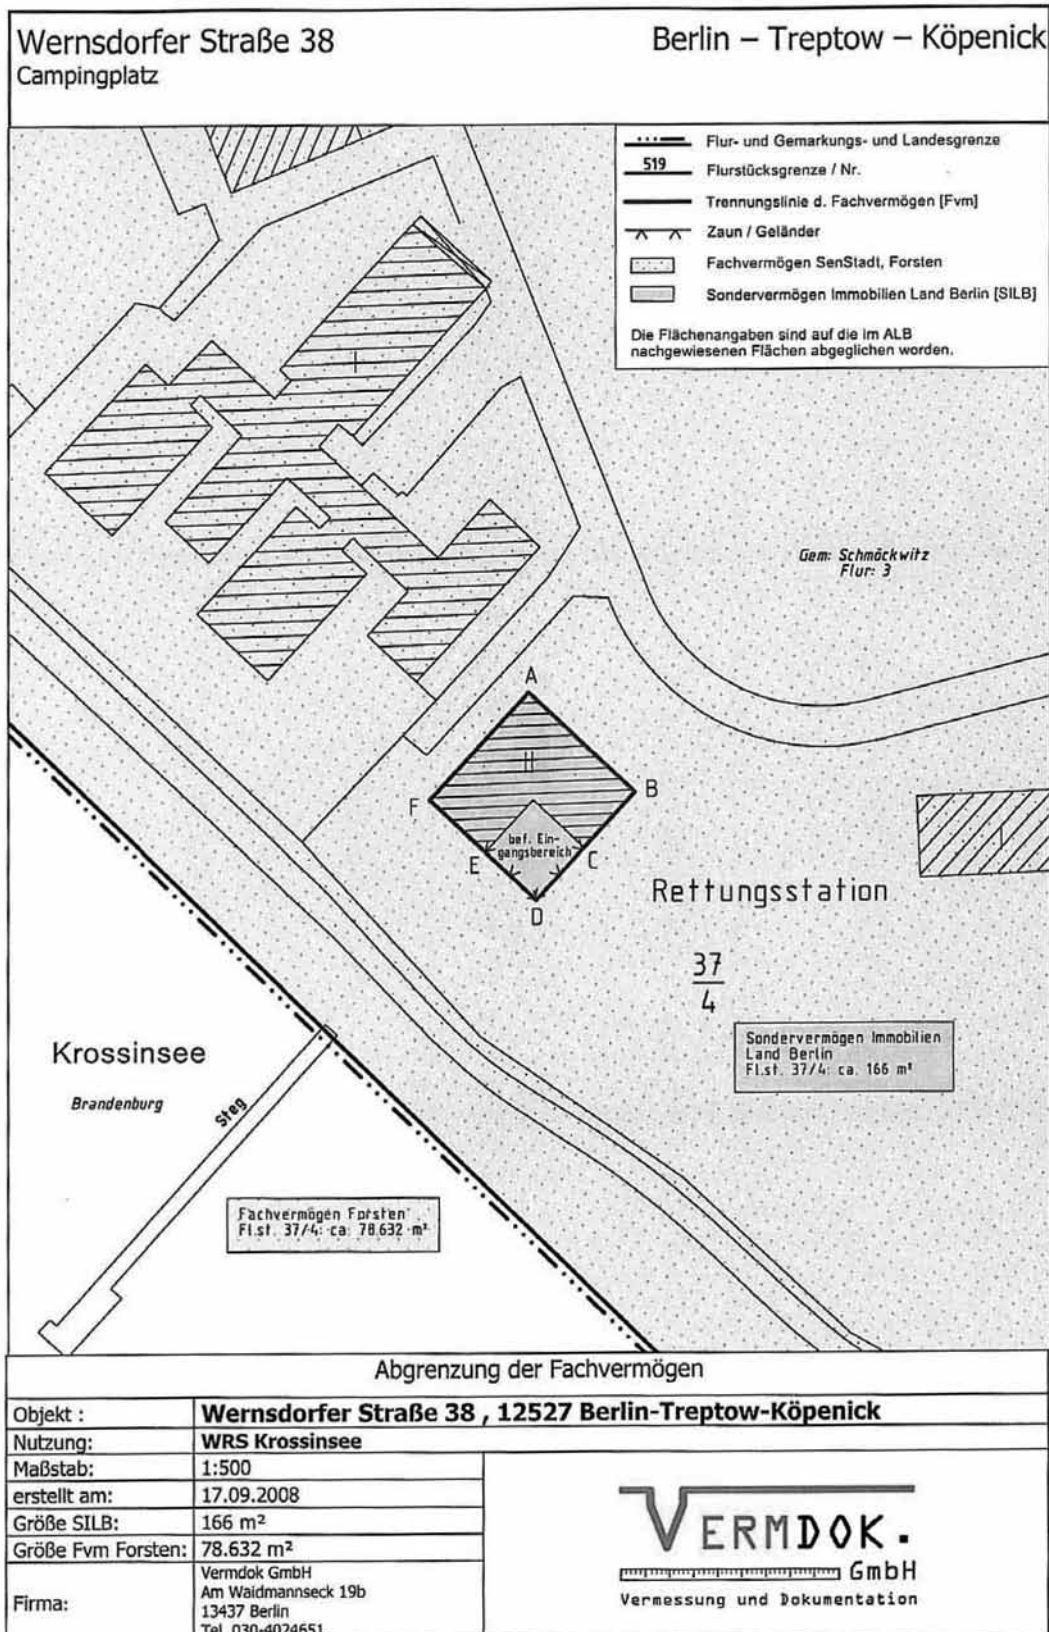 Wernsdorfer Straße 38
Campingplatz
Berlin – Treptow – Köpenick
Flur- und Gemarkungs- und Landesgrenze
519
Flurstücksgrenze / Nr.
Trennungslinie d. Fachvermögen [Fvm]
Zaun / Geländer
Fachvermögen SenStadt, Forsten
Sondervermögen Immobilien Land Berlin [SILB]
Die Flächenangaben sind auf die im ALB
nachgewiesenen Flächen abgeglichen worden.
I
Gem: Schmöckwitz
Flur: 3
A
II
B
F
bef. Ein-
gangsbereich
E
C
D
I
Rettungsstation
37
4
Sondervermögen Immobilien
Land Berlin
Fl.st. 37/4: ca. 166 m²
Krossinsee
Brandenburg
Steg
Fachvermögen Forsten
Fl.st. 37/4: ca. 78.632 m²
Abgrenzung der Fachvermögen
Objekt : Wernsdorfer Straße 38 , 12527 Berlin-Treptow-Köpenick
Nutzung: WRS Krossinsee
Maßstab: 1:500
erstellt am: 17.09.2008
Größe SILB: 166 m²
Größe Fvm Forsten: 78.632 m²
Firma:
Vermdok GmbH
Am Waidmannseck 19b
13437 Berlin
Tel. 030-4024651
VERMDOK.
GmbH
Vermessung und Dokumentation